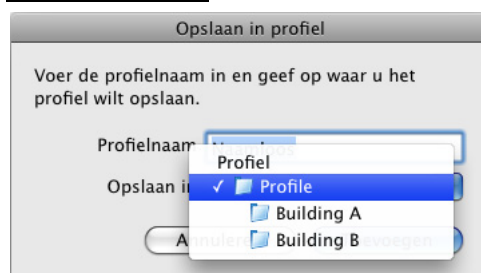 Opslaan in profiel
Voer de profielnaam in en geef op waar u het
profiel wilt opslaan.
Profielnaam Naamloos
Profiel
Opslaan in ✓ Profile
Building A
Building B